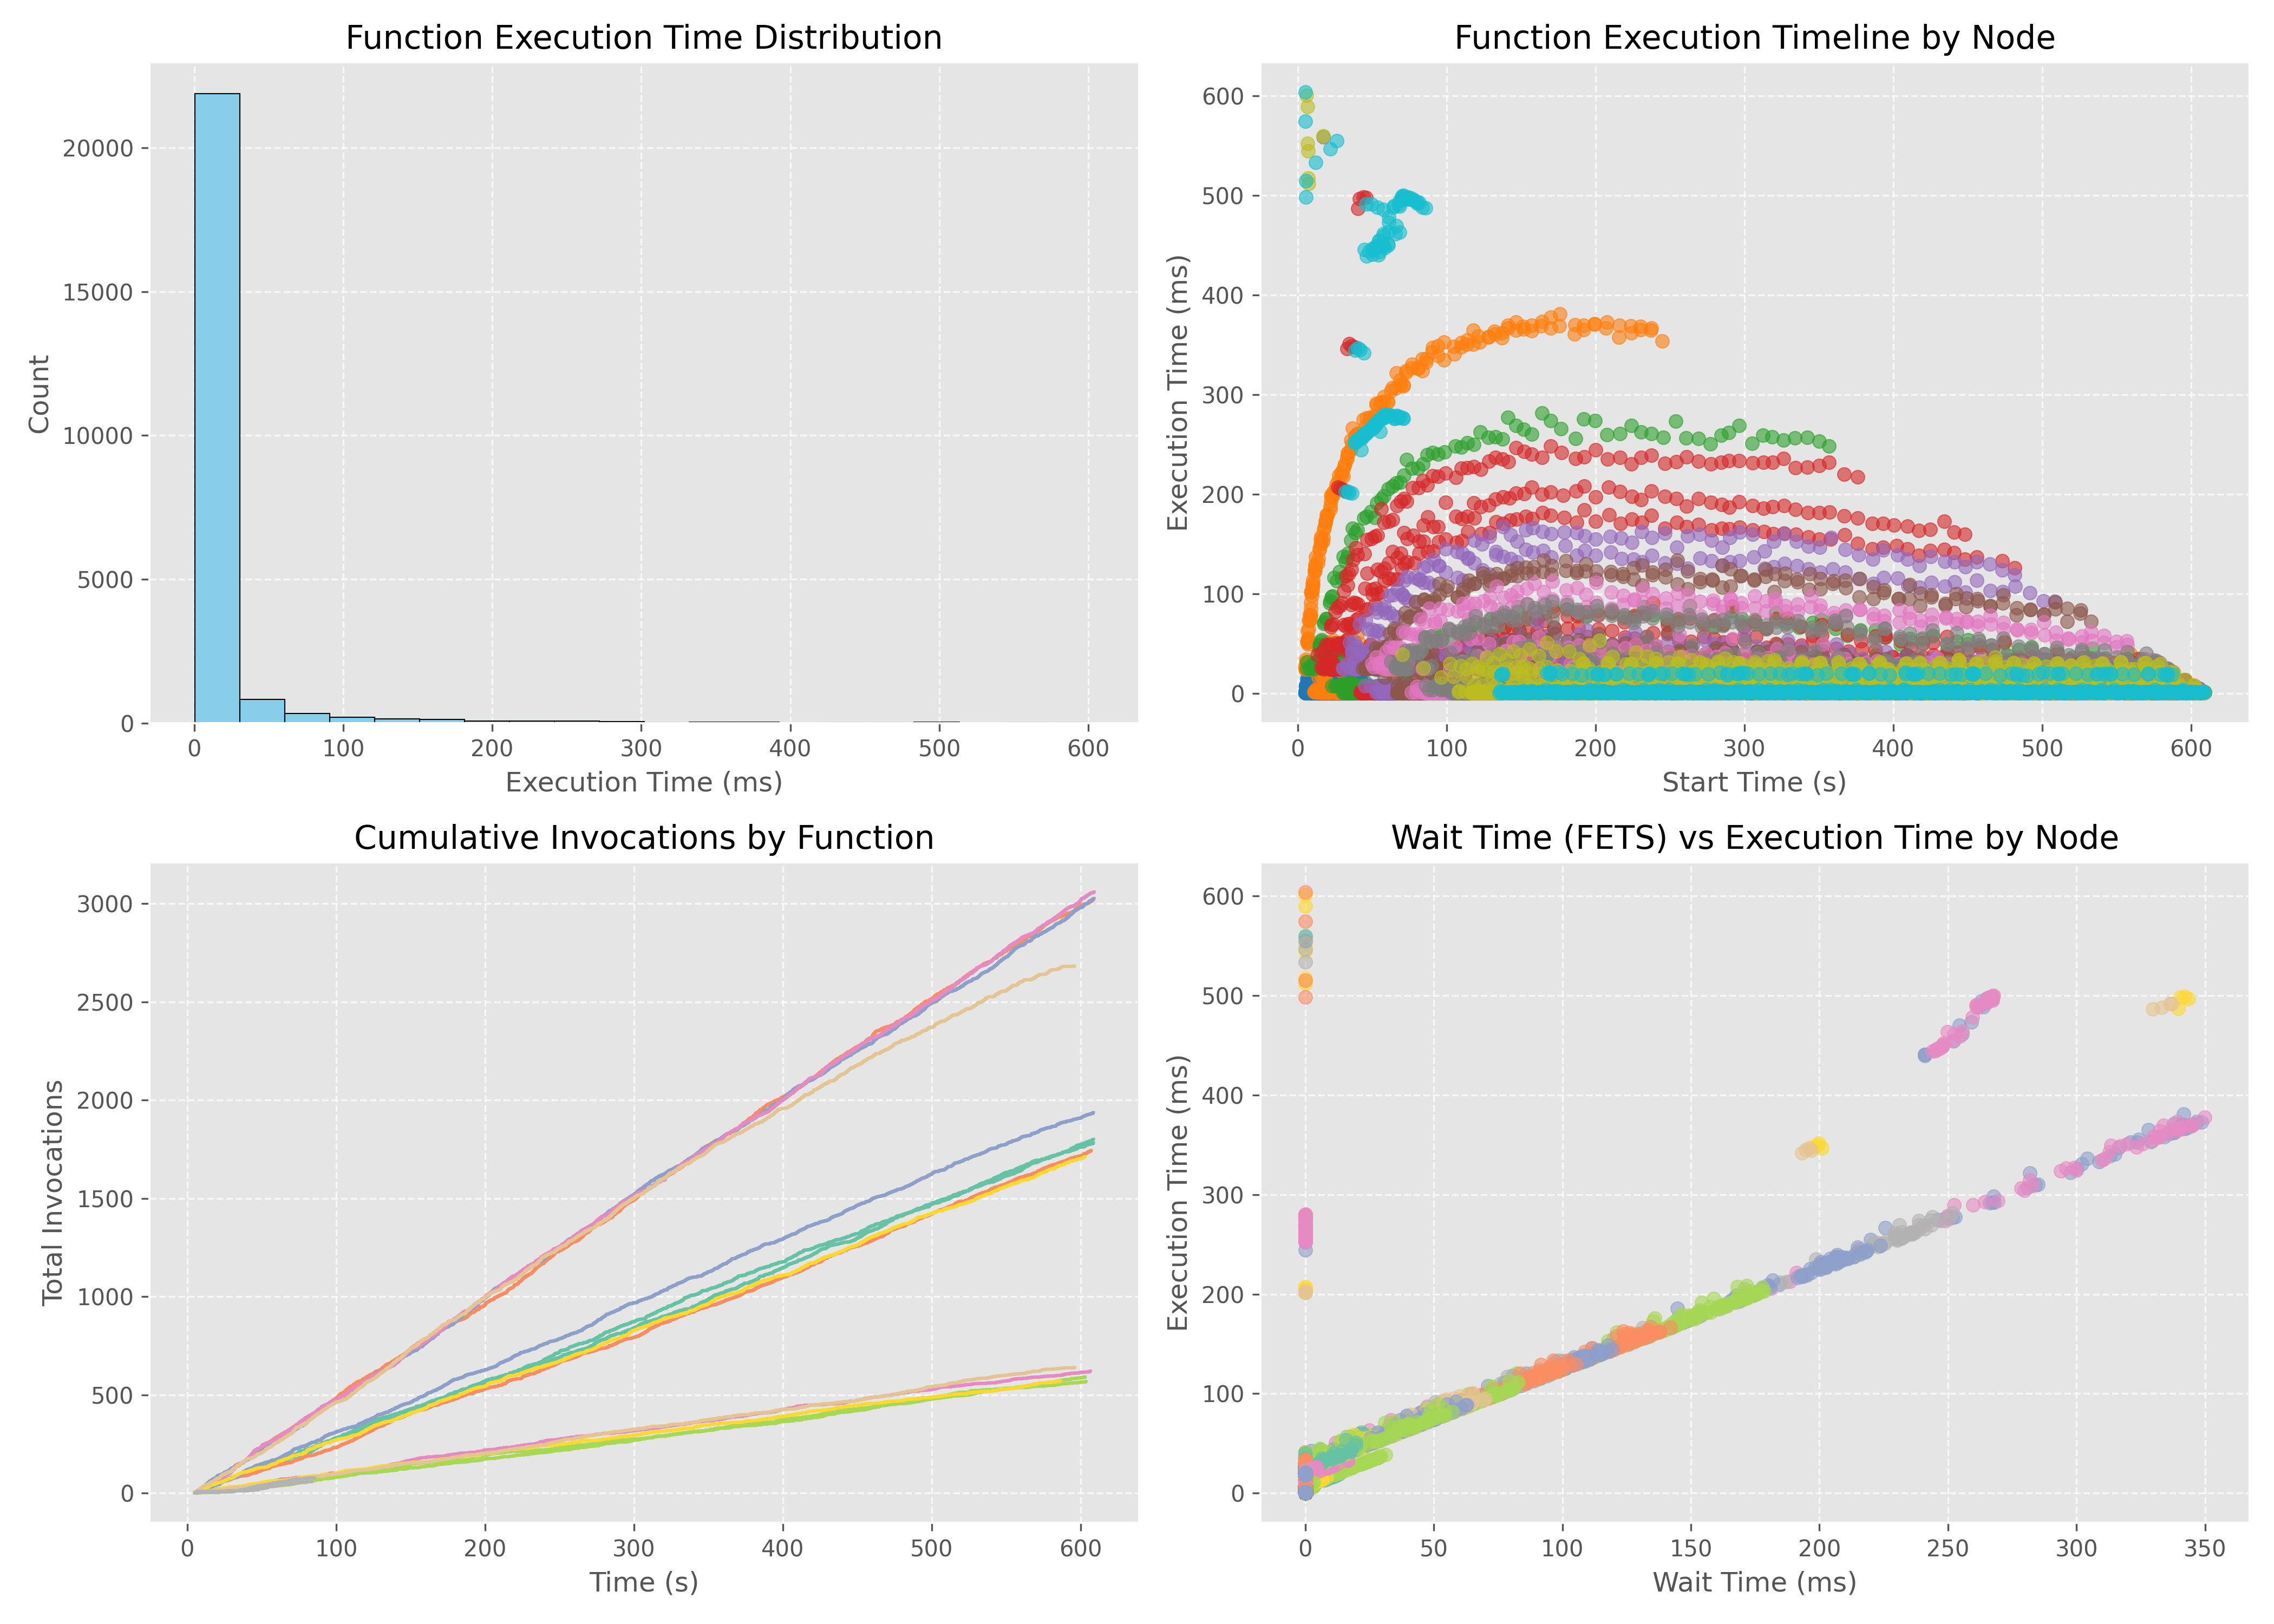 Function Execution Time Distribution
Count
20000
15000
10000
5000
0
0 100 200 300 400 500 600
Execution Time (ms)
Function Execution Timeline by Node
Execution Time (ms)
600
500
400
300
200
100
0
0 100 200 300 400 500 600
Start Time (s)
Cumulative Invocations by Function
Total Invocations
3000
2500
2000
1500
1000
500
0
0 100 200 300 400 500 600
Time (s)
Wait Time (FETS) vs Execution Time by Node
Execution Time (ms)
600
500
400
300
200
100
0
0 50 100 150 200 250 300 350
Wait Time (ms)